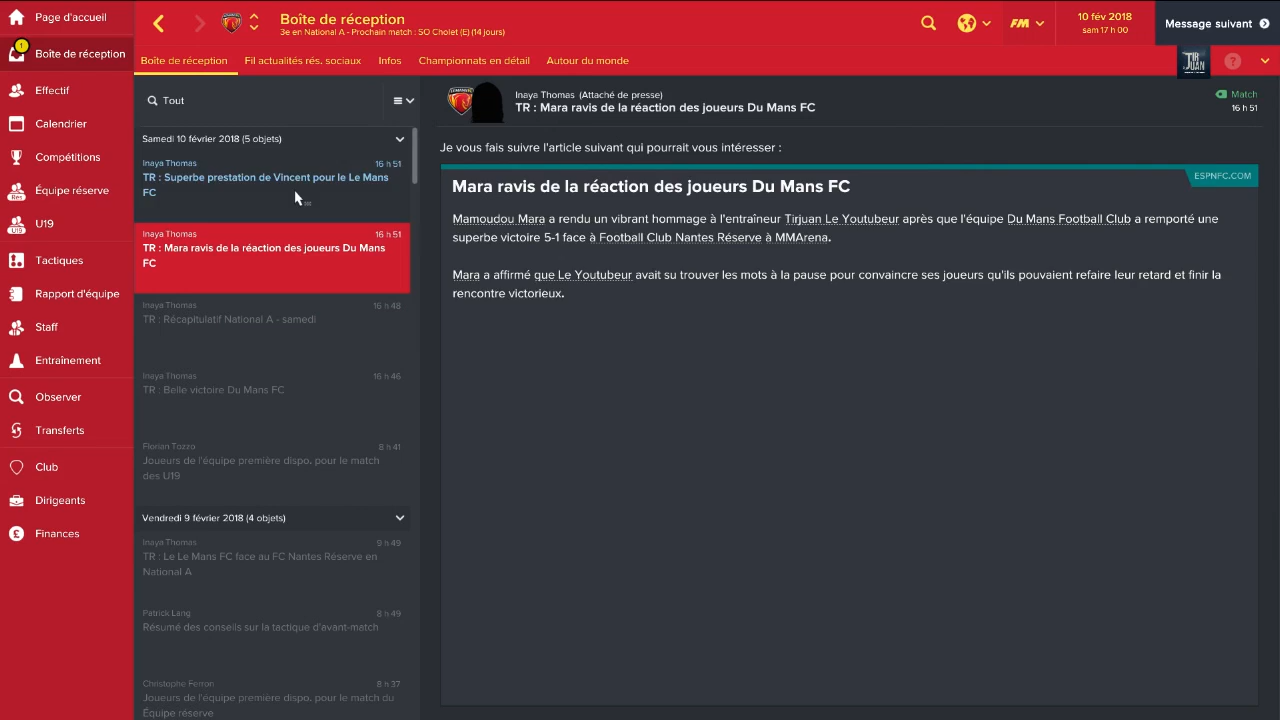 Page d'accueil
1
Boîte de réception
Effectif
Calendrier
Compétitions
Res
Équipe réserve
U19
U19
Tactiques
Rapport d'équipe
Staff
Entraînement
Observer
Transferts
Club
Dirigeants
£
Finances
Boîte de réception
3e en National A - Prochain match : SO Cholet (E) (14 jours)
FM
10 fév 2018
sam 17 h 00
Message suivant
Boîte de réception
Fil actualités rés. sociaux
Infos
Championnats en détail
Autour du monde
TIR
JUAN
?
Tout
Samedi 10 février 2018 (5 objets)
Inaya Thomas
16 h 51
TR : Superbe prestation de Vincent pour le Le Mans
FC
Inaya Thomas
16 h 51
TR : Mara ravis de la réaction des joueurs Du Mans
FC
Inaya Thomas
16 h 48
TR : Récapitulatif National A - samedi
Inaya Thomas
16 h 46
TR : Belle victoire Du Mans FC
Florian Tozzo
8 h 41
Joueurs de l'équipe première dispo. pour le match
des U19
Vendredi 9 février 2018 (4 objets)
Inaya Thomas
9 h 49
TR : Le Le Mans FC face au FC Nantes Réserve en
National A
Patrick Lang
8 h 49
Résumé des conseils sur la tactique d'avant-match
Christophe Ferron
8 h 37
Joueurs de l'équipe première dispo. pour le match du
Équipe réserve
Inaya Thomas (Attaché de presse)
TR : Mara ravis de la réaction des joueurs Du Mans FC
Match
16 h 51
Je vous fais suivre l'article suivant qui pourrait vous intéresser :
ESPNFC.COM
Mara ravis de la réaction des joueurs Du Mans FC
Mamoudou Mara a rendu un vibrant hommage à l'entraîneur Tirjuan Le Youtubeur après que l'équipe Du Mans Football Club a remporté une
superbe victoire 5-1 face à Football Club Nantes Réserve à MMArena.
Mara a affirmé que Le Youtubeur avait su trouver les mots à la pause pour convaincre ses joueurs qu'ils pouvaient refaire leur retard et finir la
rencontre victorieux.